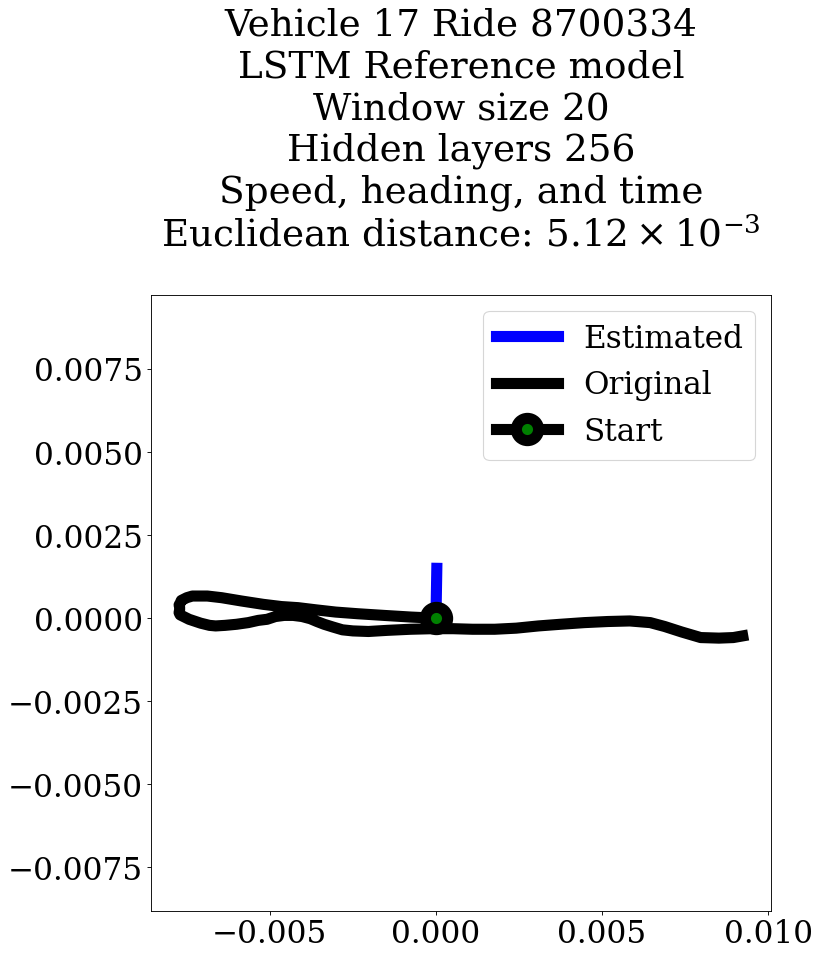 Vehicle 17 Ride 8700334
LSTM Reference model
Window size 20
Hidden layers 256
Speed, heading, and time
Euclidean distance: 5.12 × 10⁻³
Estimated
Original
Start
0.0075
0.0050
0.0025
0.0000
−0.0025
−0.0050
−0.0075
−0.005
0.000
0.005
0.010